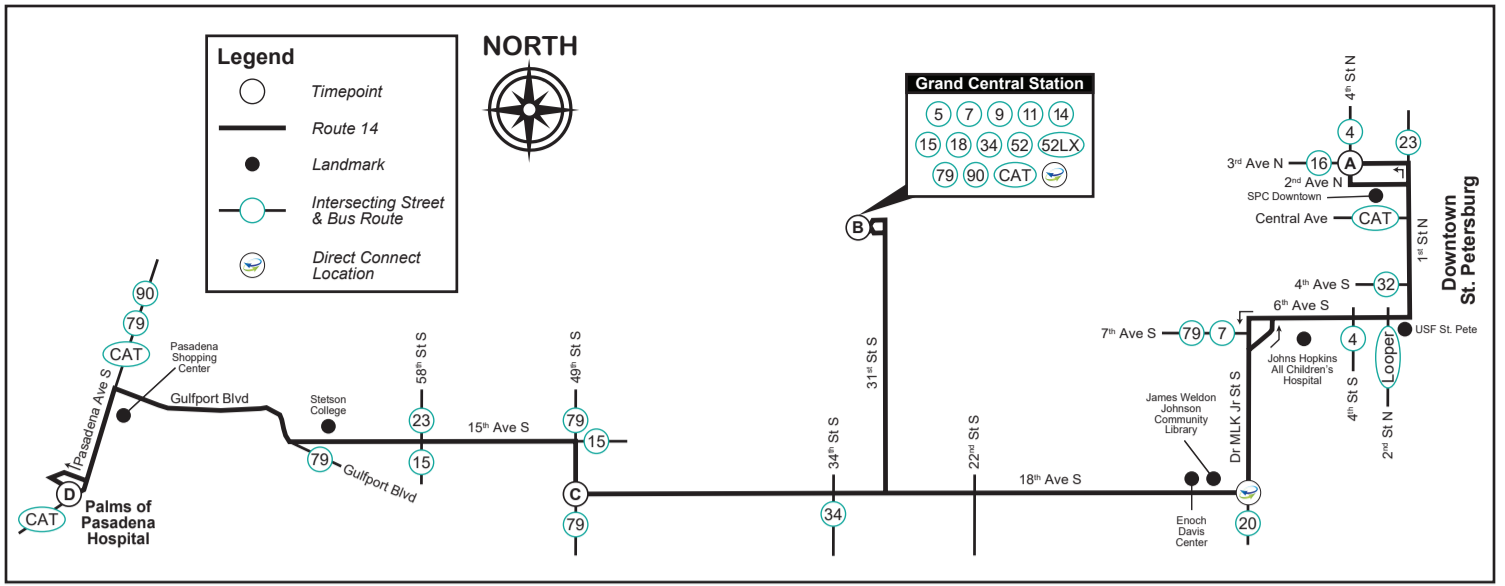 Legend
Timepoint
Route 14
Landmark
Intersecting Street
& Bus Route
Direct Connect
Location
NORTH
Grand Central Station
5 7 9 11 14
15 18 34 52 52LX
79 90 CAT
B
4th St N
4
23
3rd Ave N 16 A
2nd Ave N
SPC Downtown
Central Ave CAT
1st St N
Downtown
St. Petersburg
4th Ave S 32
6th Ave S
7th Ave S 79 7
USF St. Pete
Johns Hopkins
All Children's
Hospital
4
4th St S
Looper
2nd St N
Dr MLK Jr St S
James Weldon
Johnson
Community
Library
Enoch
Davis
Center
20
18th Ave S
22nd St S
31st St S
34th St S
34
49th St S
79
15
C
79
15th Ave S
58th St S
23
15
Stetson
College
79
Gulfport Blvd
Gulfport Blvd
90
79
CAT
Pasadena
Shopping
Center
Pasadena Ave S
D
CAT
Palms of
Pasadena
Hospital